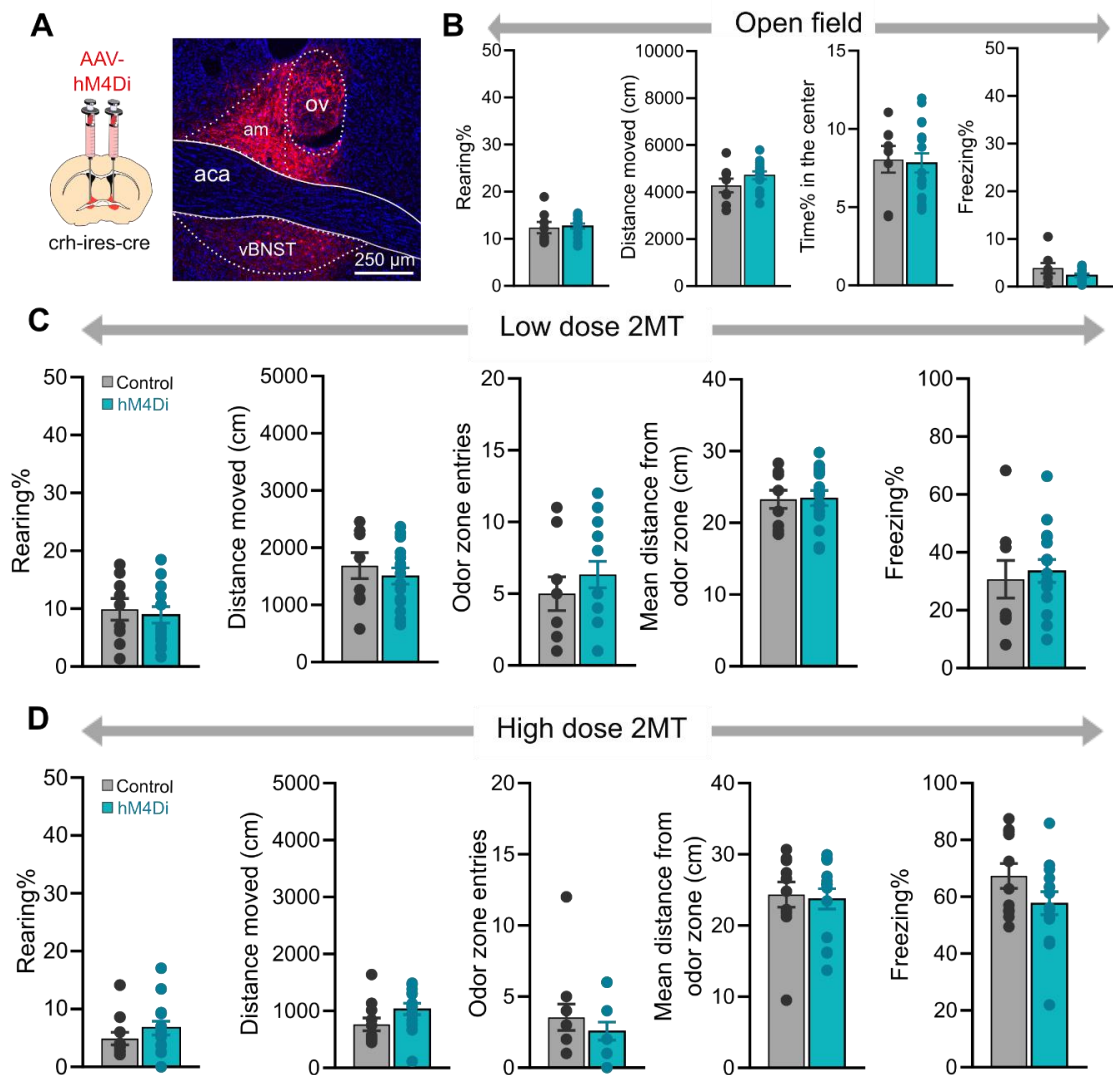 A
AAV-
hM4Di
crh-ires-cre
ov
am
aca
vBNST
250 µm
B
Open field
Rearing%
50
40
30
20
10
0
Distance moved (cm)
10000
8000
6000
4000
2000
0
Time% in the center
15
10
5
0
Freezing%
50
40
30
20
10
0
C
Low dose 2MT
Rearing%
50
40
30
20
10
0
Control
hM4Di
Distance moved (cm)
5000
4000
3000
2000
1000
0
Odor zone entries
20
15
10
5
0
Mean distance from
odor zone (cm)
40
30
20
10
0
Freezing%
100
80
60
40
20
0
D
High dose 2MT
Rearing%
50
40
30
20
10
0
Control
hM4Di
Distance moved (cm)
5000
4000
3000
2000
1000
0
Odor zone entries
20
15
10
5
0
Mean distance from
odor zone (cm)
40
30
20
10
0
Freezing%
100
80
60
40
20
0